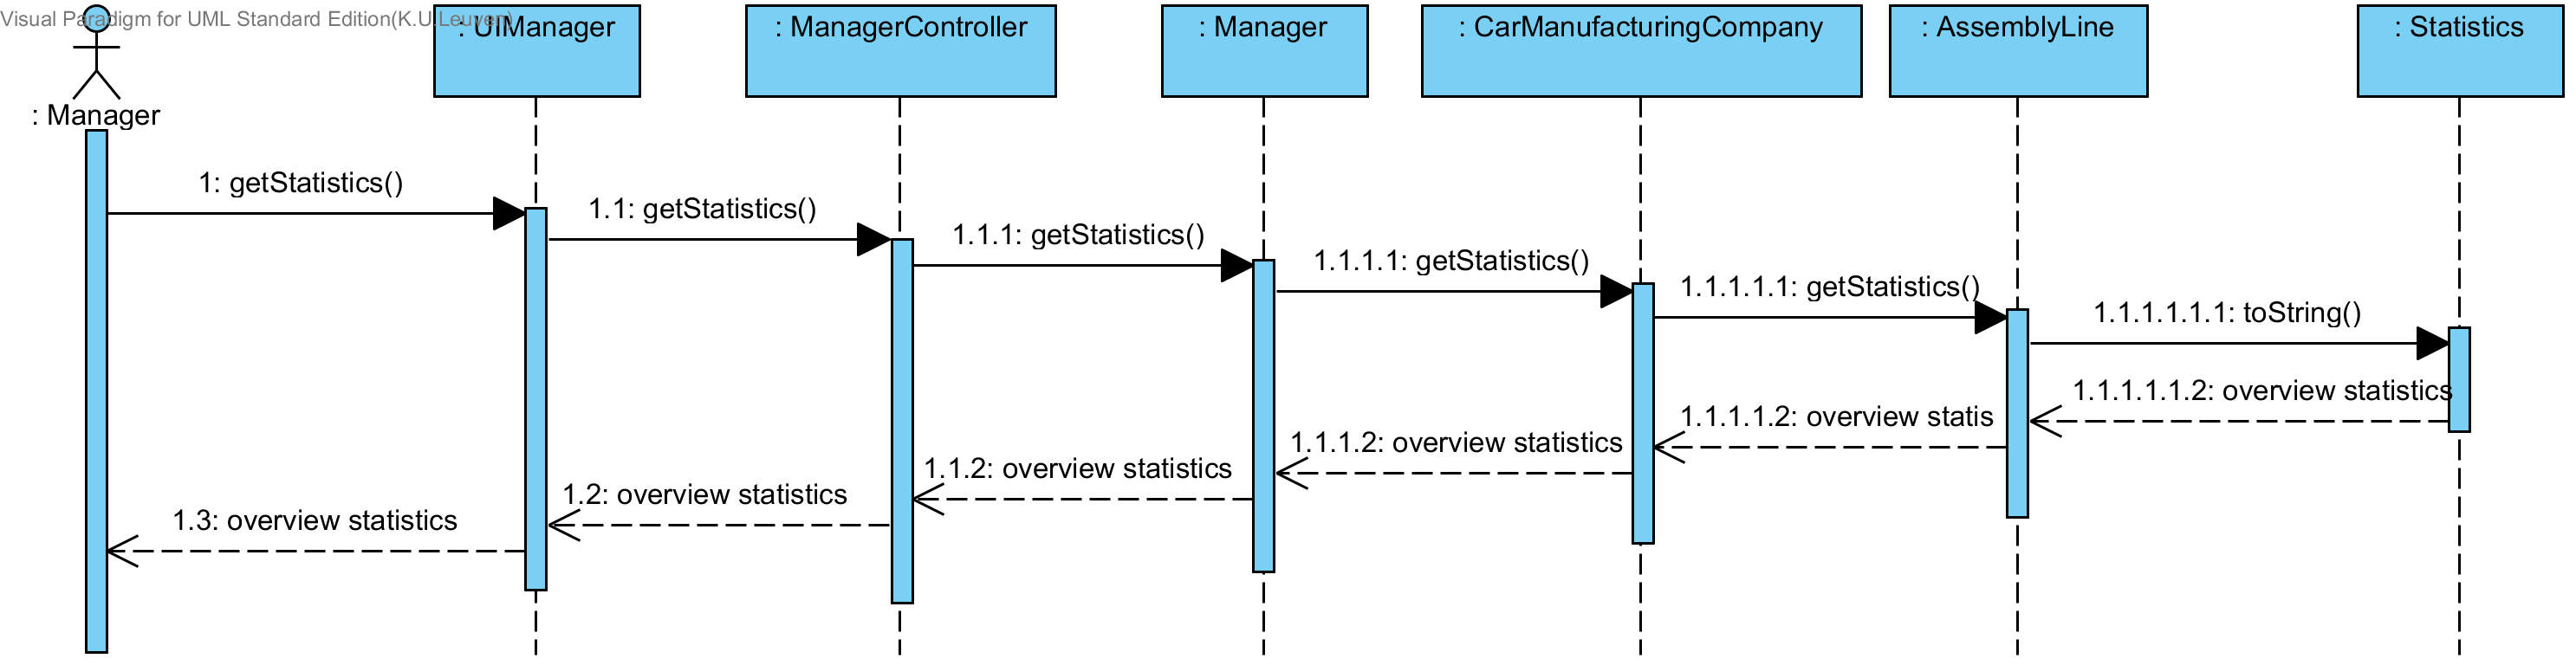 Visual Paradigm for UML Standard Edition(K.U.Leuven)
: Manager
: UIManager
: ManagerController
: Manager
: CarManufacturingCompany
: AssemblyLine
: Statistics
1: getStatistics()
1.1: getStatistics()
1.1.1: getStatistics()
1.1.1.1: getStatistics()
1.1.1.1.1: getStatistics()
1.1.1.1.1.1: toString()
1.1.1.1.1.2: overview statistics
1.1.1.1.2: overview statis
1.1.1.2: overview statistics
1.1.2: overview statistics
1.2: overview statistics
1.3: overview statistics